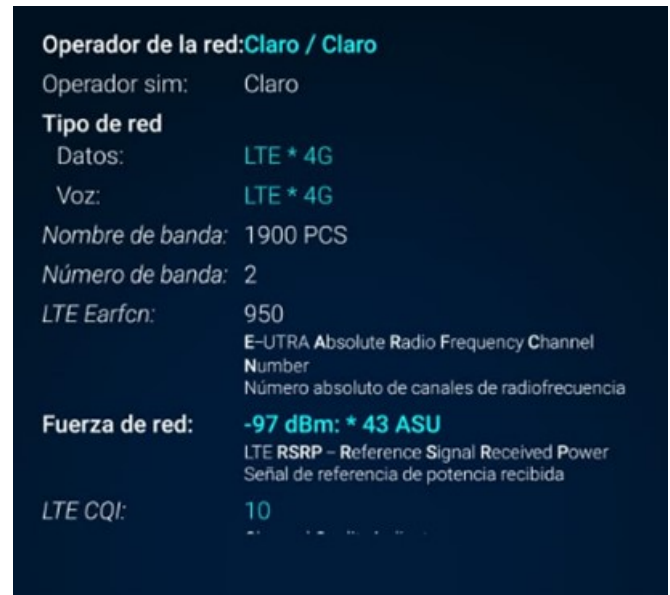 Operador de la red:Claro / Claro
Operador sim: Claro
Tipo de red
Datos: LTE * 4G
Voz: LTE * 4G
Nombre de banda: 1900 PCS
Número de banda: 2
LTE Earfcn: 950
E-UTRA Absolute Radio Frequency Channel
Number
Número absoluto de canales de radiofrecuencia
Fuerza de red: -97 dBm: * 43 ASU
LTE RSRP – Reference Signal Received Power
Señal de referencia de potencia recibida
LTE CQI: 10